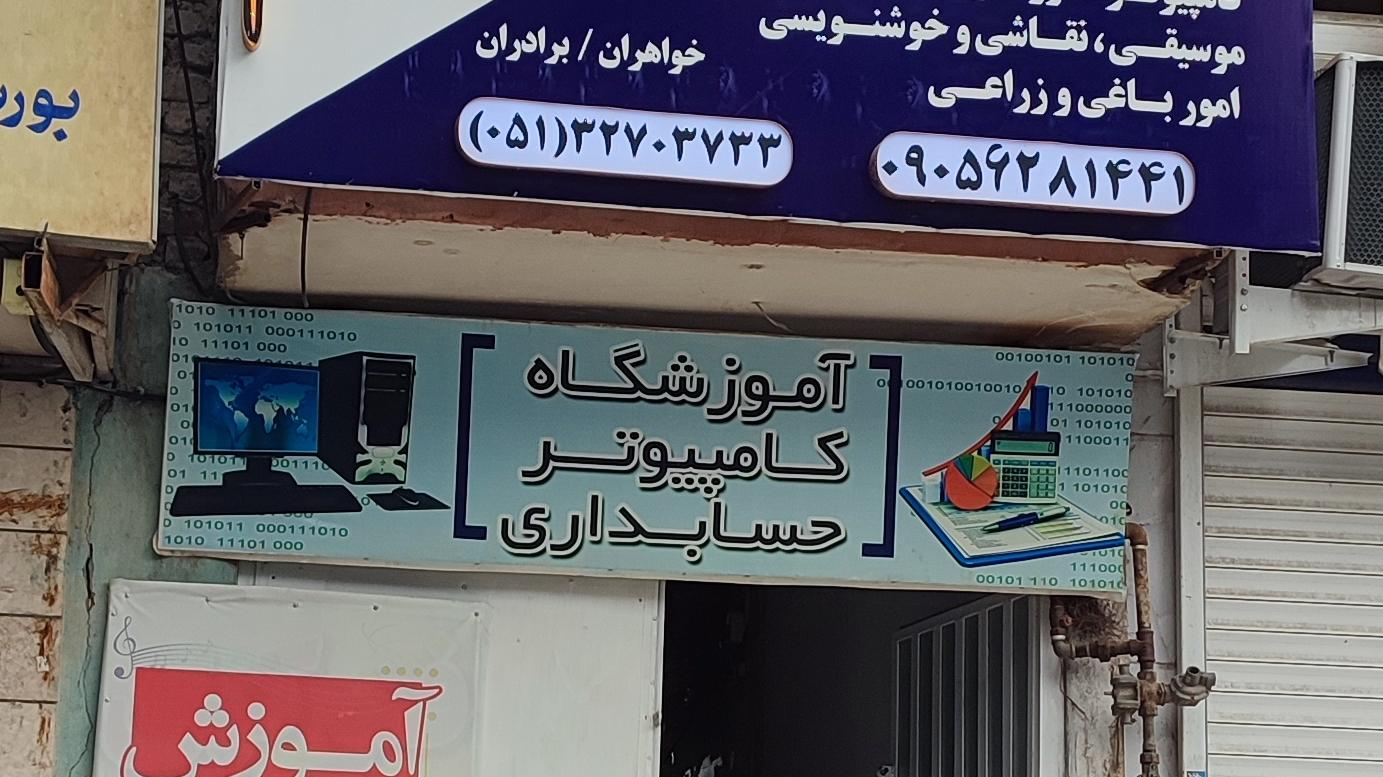 موسیقی، نقاشی و خوشنویسی
امور باغی و زراعی
خواهران / برادران
(۰۵۱)۳۲۷۰۳۷۳۳
۰۹۰۵۶۲۸۱۴۴۱
آموزشگاه
کامپیوتر
حسابداری
آموزش